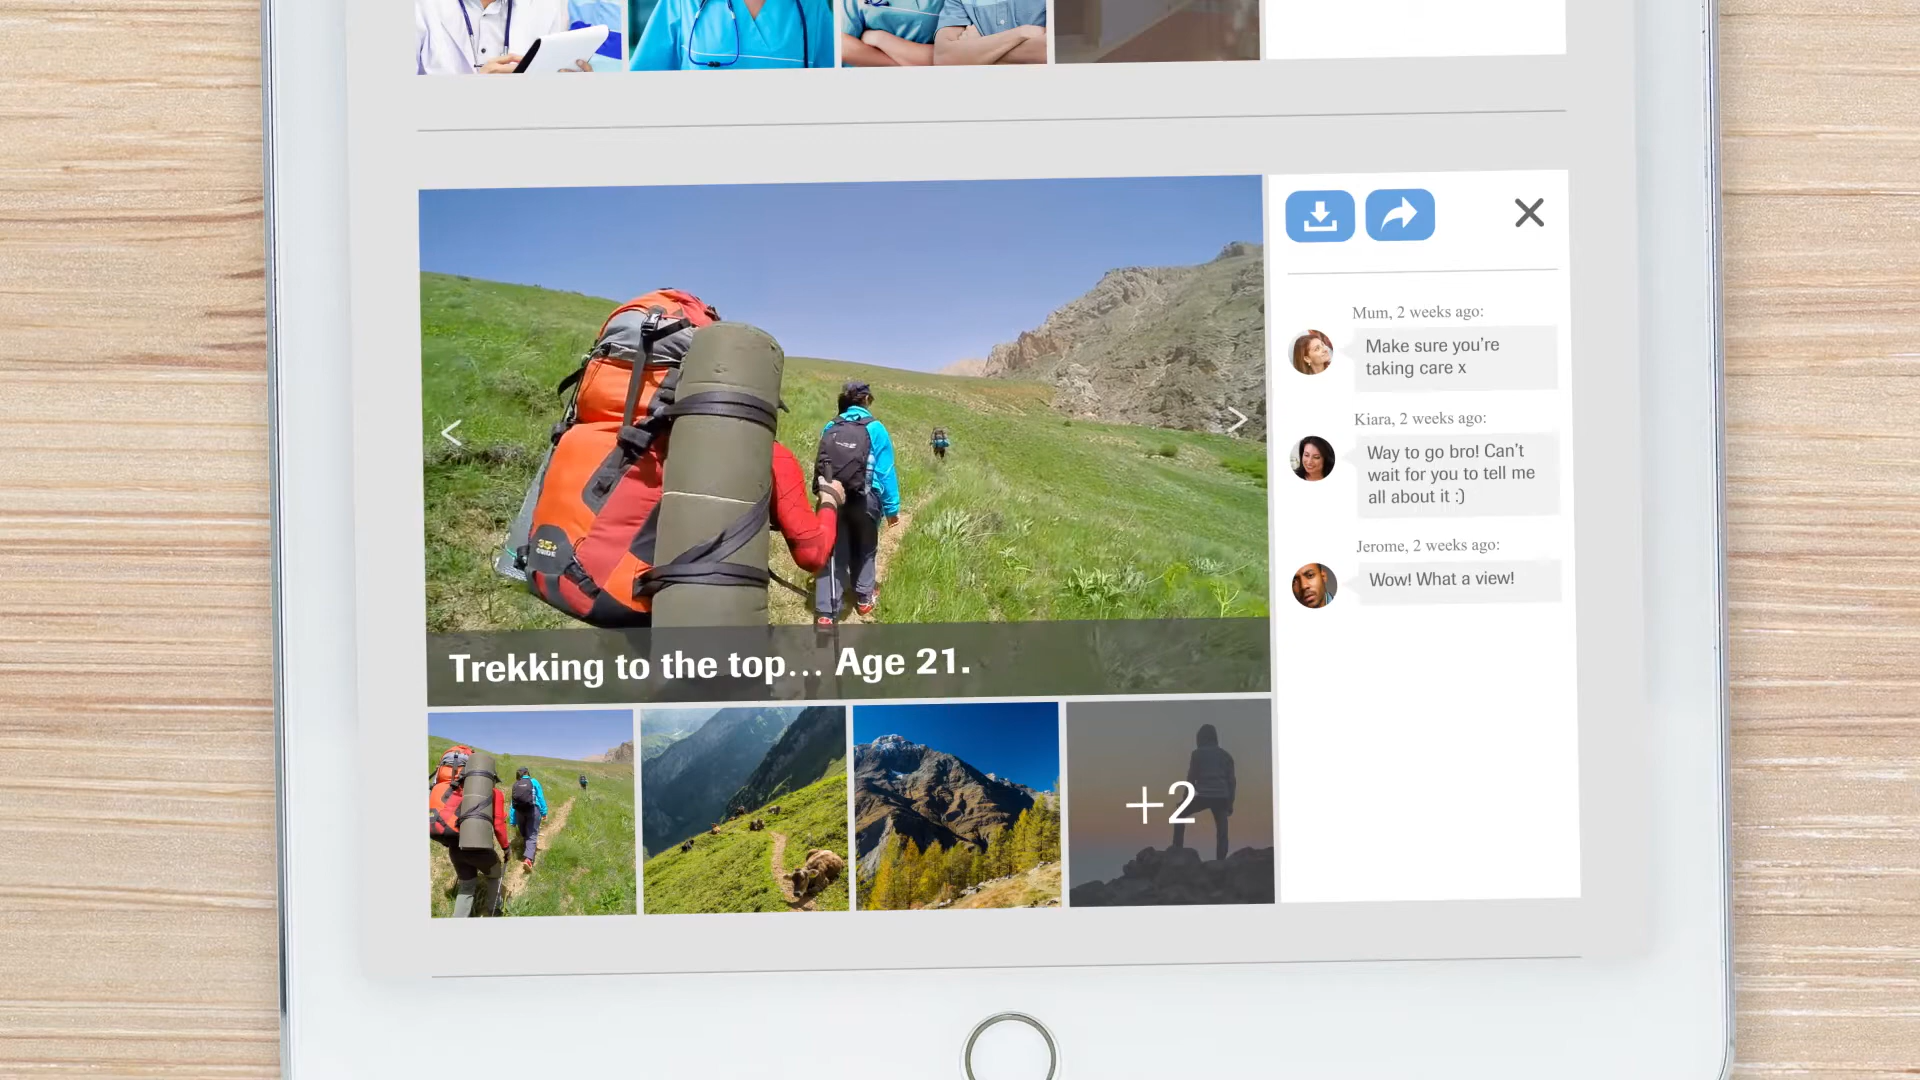 Mum, 2 weeks ago:
Make sure you're
taking care x
Kiara, 2 weeks ago:
Way to go bro! Can't
wait for you to tell me
all about it :)
Jerome, 2 weeks ago:
Wow! What a view!
35+
GUIDE
Trekking to the top... Age 21.
+2